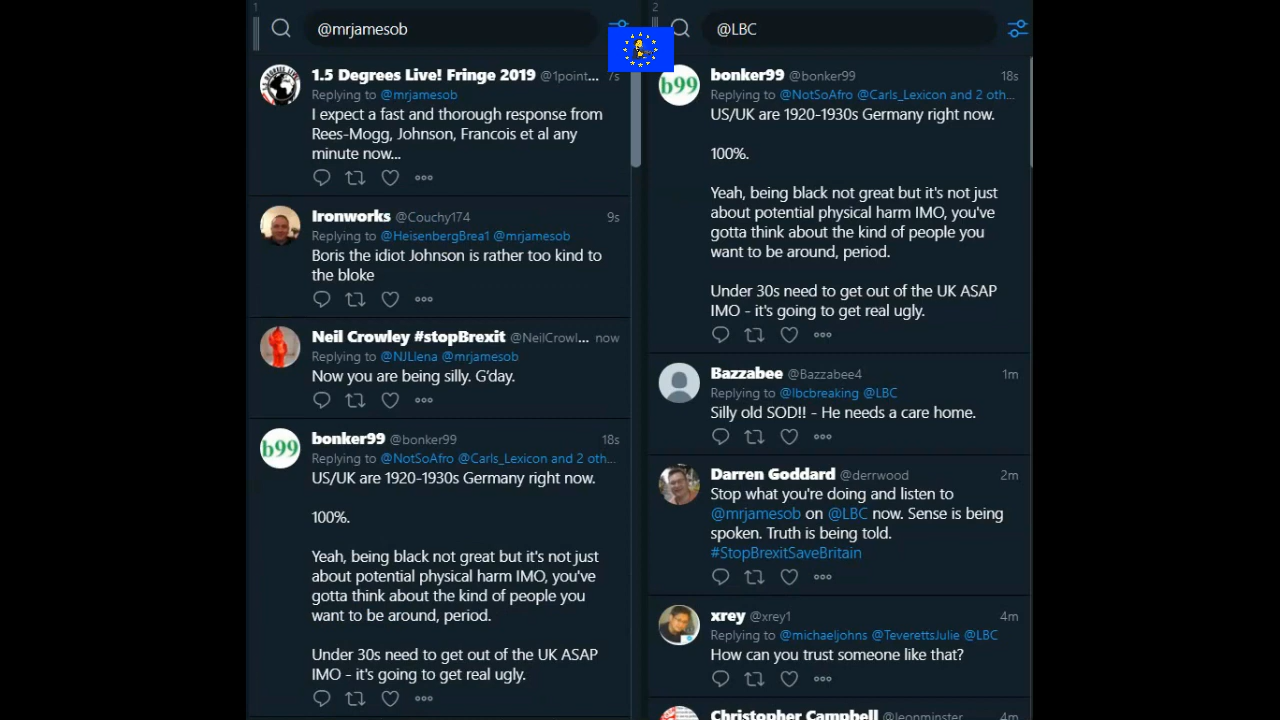 1
@mrjamesob
1.5 Degrees Live! Fringe 2019 @1point... 7s
Replying to @mrjamesob
I expect a fast and thorough response from
Rees-Mogg, Johnson, Francois et al any
minute now...
Ironworks @Couchy174 9s
Replying to @HeisenbergBrea1 @mrjamesob
Boris the idiot Johnson is rather too kind to
the bloke
Neil Crowley #stopBrexit @NeilCrowl... now
Replying to @NJLlena @mrjamesob
Now you are being silly. G'day.
b99
bonker99 @bonker99 18s
Replying to @NotSoAfro @Carls_Lexicon and 2 oth...
US/UK are 1920-1930s Germany right now.
100%.
Yeah, being black not great but it's not just
about potential physical harm IMO, you've
gotta think about the kind of people you
want to be around, period.
Under 30s need to get out of the UK ASAP
IMO - it's going to get real ugly.
2
@LBC
b99
bonker99 @bonker99 18s
Replying to @NotSoAfro @Carls_Lexicon and 2 oth...
US/UK are 1920-1930s Germany right now.
100%.
Yeah, being black not great but it's not just
about potential physical harm IMO, you've
gotta think about the kind of people you
want to be around, period.
Under 30s need to get out of the UK ASAP
IMO - it's going to get real ugly.
Bazzabee @Bazzabee4 1m
Replying to @lbcbreaking @LBC
Silly old SOD!! - He needs a care home.
Darren Goddard @derrwood 2m
Stop what you're doing and listen to
@mrjamesob on @LBC now. Sense is being
spoken. Truth is being told.
#StopBrexitSaveBritain
xrey @xrey1 4m
Replying to @michaeljohns @TeverettsJulie @LBC
How can you trust someone like that?
Christopher Campbell @leonminster 4m